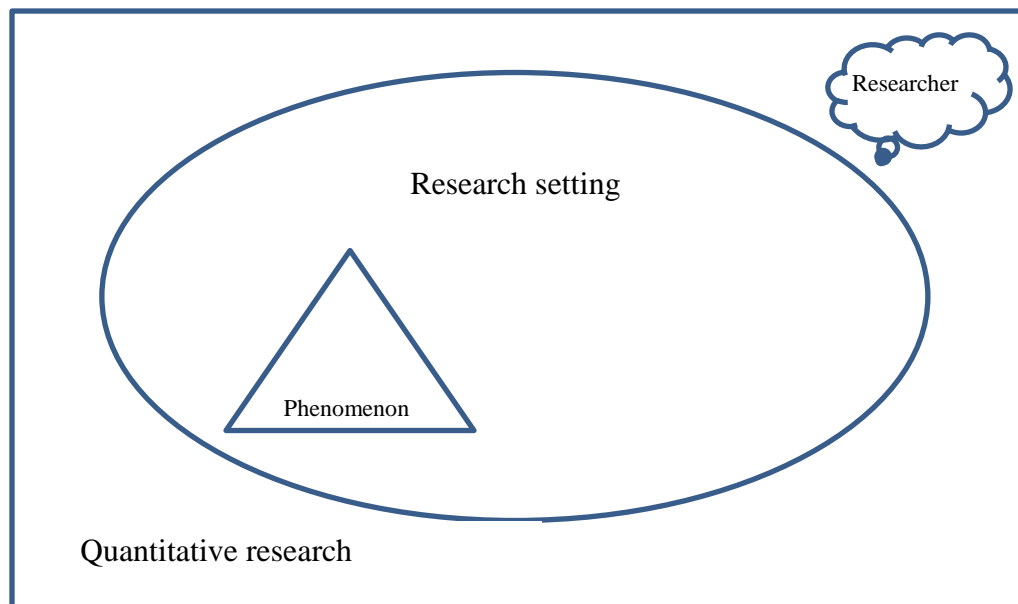 Researcher
Research setting
Phenomenon
Quantitative research